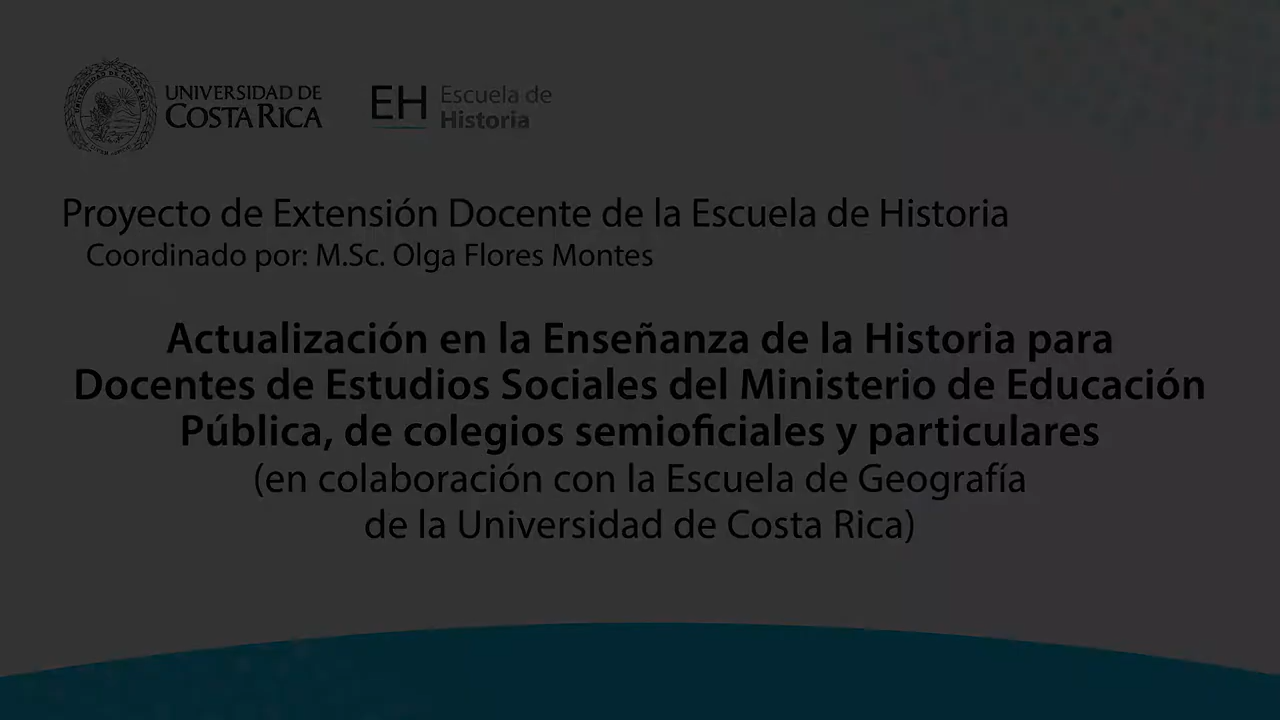 UNIVERSIDAD DE
COSTA RICA
EH
Escuela de
Historia
Proyecto de Extensión Docente de la Escuela de Historia
Coordinado por: M.Sc. Olga Flores Montes
Actualización en la Enseñanza de la Historia para
Docentes de Estudios Sociales del Ministerio de Educación
Pública, de colegios semioficiales y particulares
(en colaboración con la Escuela de Geografía
de la Universidad de Costa Rica)